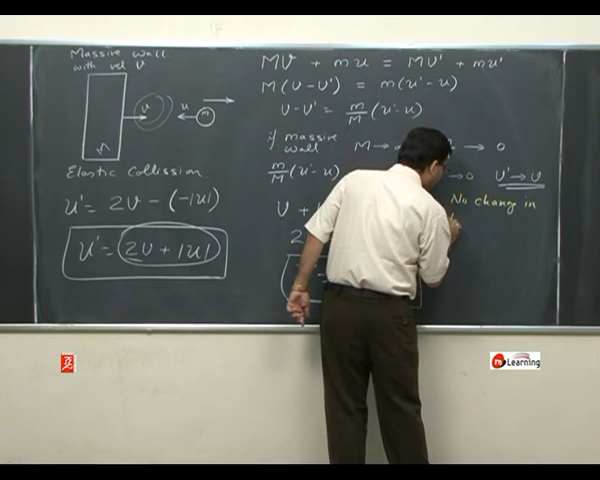 Massive wall
with vel V
V
u
m
M
Elastic Collission
u' = 2V - (-|u|)
u' = 2V + |u|
MV + mu = MV' + mu'
M(V - V') = m(u' - u)
V - V' = m/M (u' - u)
if massive
wall
M →
→ 0
m/M (u' - u)
→ 0
V' → V
No change in
V +
2
Learning